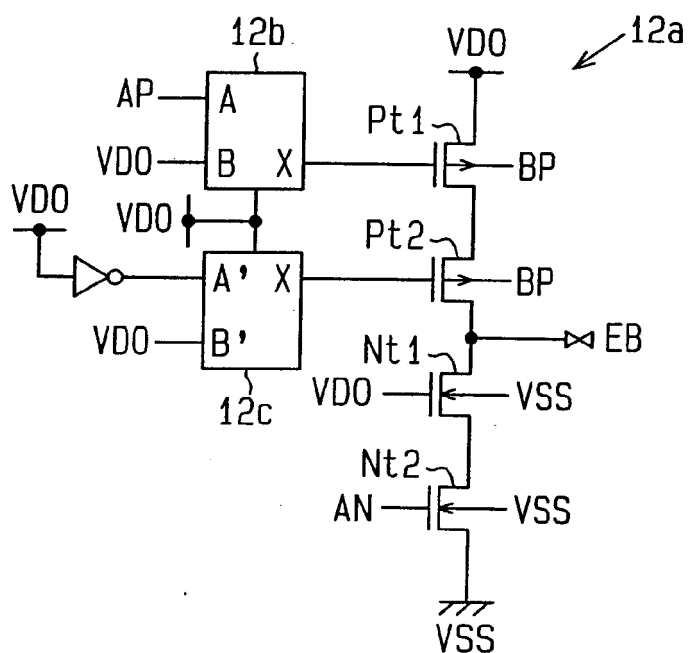 12b
VDO
12a
AP
A
Pt1
VDO
B
X
BP
VDO
VDO
Pt2
A'
X
BP
VDO
B'
EB
Nt1
12c
VDO
VSS
Nt2
AN
VSS
VSS